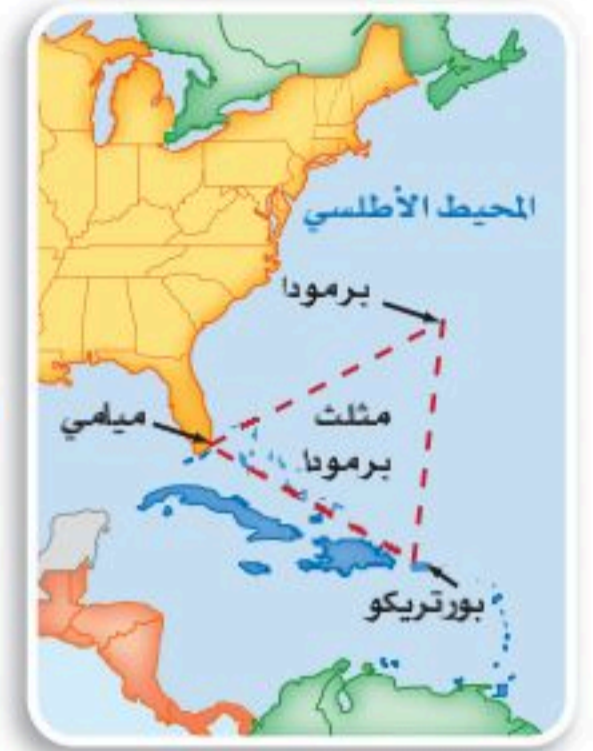 المحيط الأطلسي
برمودا
مثلث
برمودا
ميامي
بورتريكو